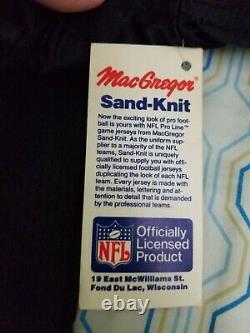 MacGregor
Sand-Knit
Now the exciting look of pro foot-
ball is yours with NFL Pro Line™
game jerseys from MacGregor
Sand-Knit. As the uniform sup-
plier to a majority of the NFL
teams, Sand-Knit is uniquely
qualified to supply you with offi-
cially licensed football jerseys
duplicating the look of each NFL
team. Every jersey is made with
the materials, lettering and at-
tention to detail that is demanded
by the professional teams.
NFL
Officially
Licensed
Product
19 East McWilliams St.
Fond Du Lac, Wisconsin